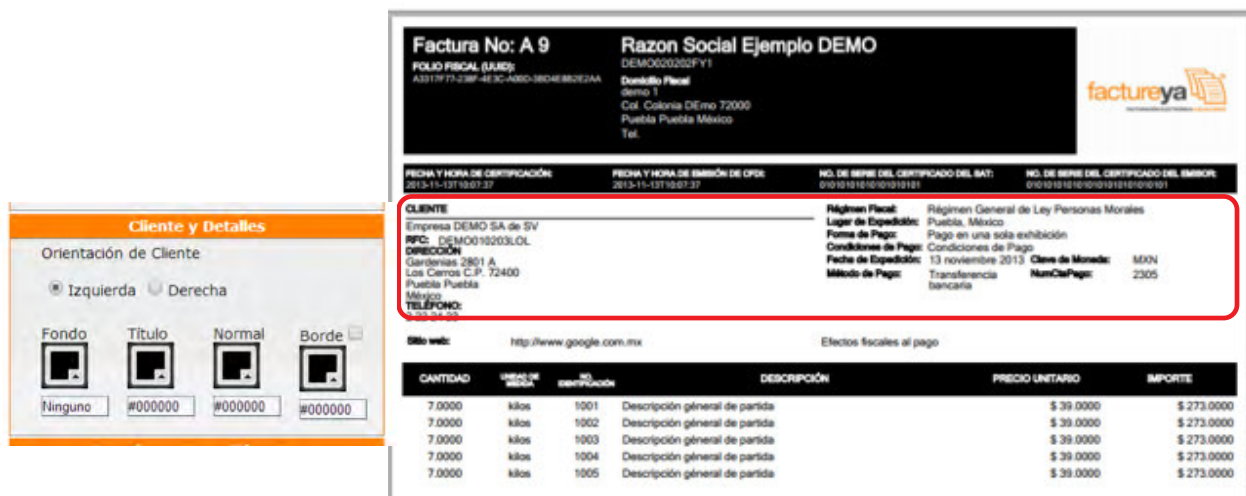 Cliente y Detalles
Orientación de Cliente
Izquierda Derecha
Fondo Título Normal Borde
Ninguno #000000 #000000 #000000
Factura No: A 9
FOLIO FISCAL (UUID):
Razon Social Ejemplo DEMO
DEMO020202FY1
Domicilio Fiscal
demo 1
Col. Colonia DEmo 72000
Puebla Puebla México
Tel.
factureya
FECHA Y HORA DE CERTIFICACIÓN: FECHA Y HORA DE EMISIÓN DE CFDI: NO. DE SERIE DEL CERTIFICADO DEL SAT: NO. DE SERIE DEL CERTIFICADO DEL EMISOR:
2013-11-13T10:07:37 2013-11-13T10:07:37
CLIENTE
Empresa DEMO SA de SV
RFC: DEMO010203LOL
DIRECCIÓN
Gardenias 2801 A
Los Cerros C.P. 72400
Puebla Puebla
México
TELÉFONO:
Régimen Fiscal: Régimen General de Ley Personas Morales
Lugar de Expedición: Puebla, México
Forma de Pago: Pago en una sola exhibición
Condiciones de Pago: Condiciones de Pago
Fecha de Expedición: 13 noviembre 2013 Clave de Moneda: MXN
Método de Pago: Transferencia bancaria NumCtaPago: 2305
Sitio web: http://www.google.com.mx Efectos fiscales al pago
CANTIDAD UNIDAD DE MEDIDA NO. IDENTIFICACIÓN DESCRIPCIÓN PRECIO UNITARIO IMPORTE
7.0000 kilos 1001 Descripción géneral de partida $ 39.0000 $ 273.0000
7.0000 kilos 1002 Descripción géneral de partida $ 39.0000 $ 273.0000
7.0000 kilos 1003 Descripción géneral de partida $ 39.0000 $ 273.0000
7.0000 kilos 1004 Descripción géneral de partida $ 39.0000 $ 273.0000
7.0000 kilos 1005 Descripción géneral de partida $ 39.0000 $ 273.0000